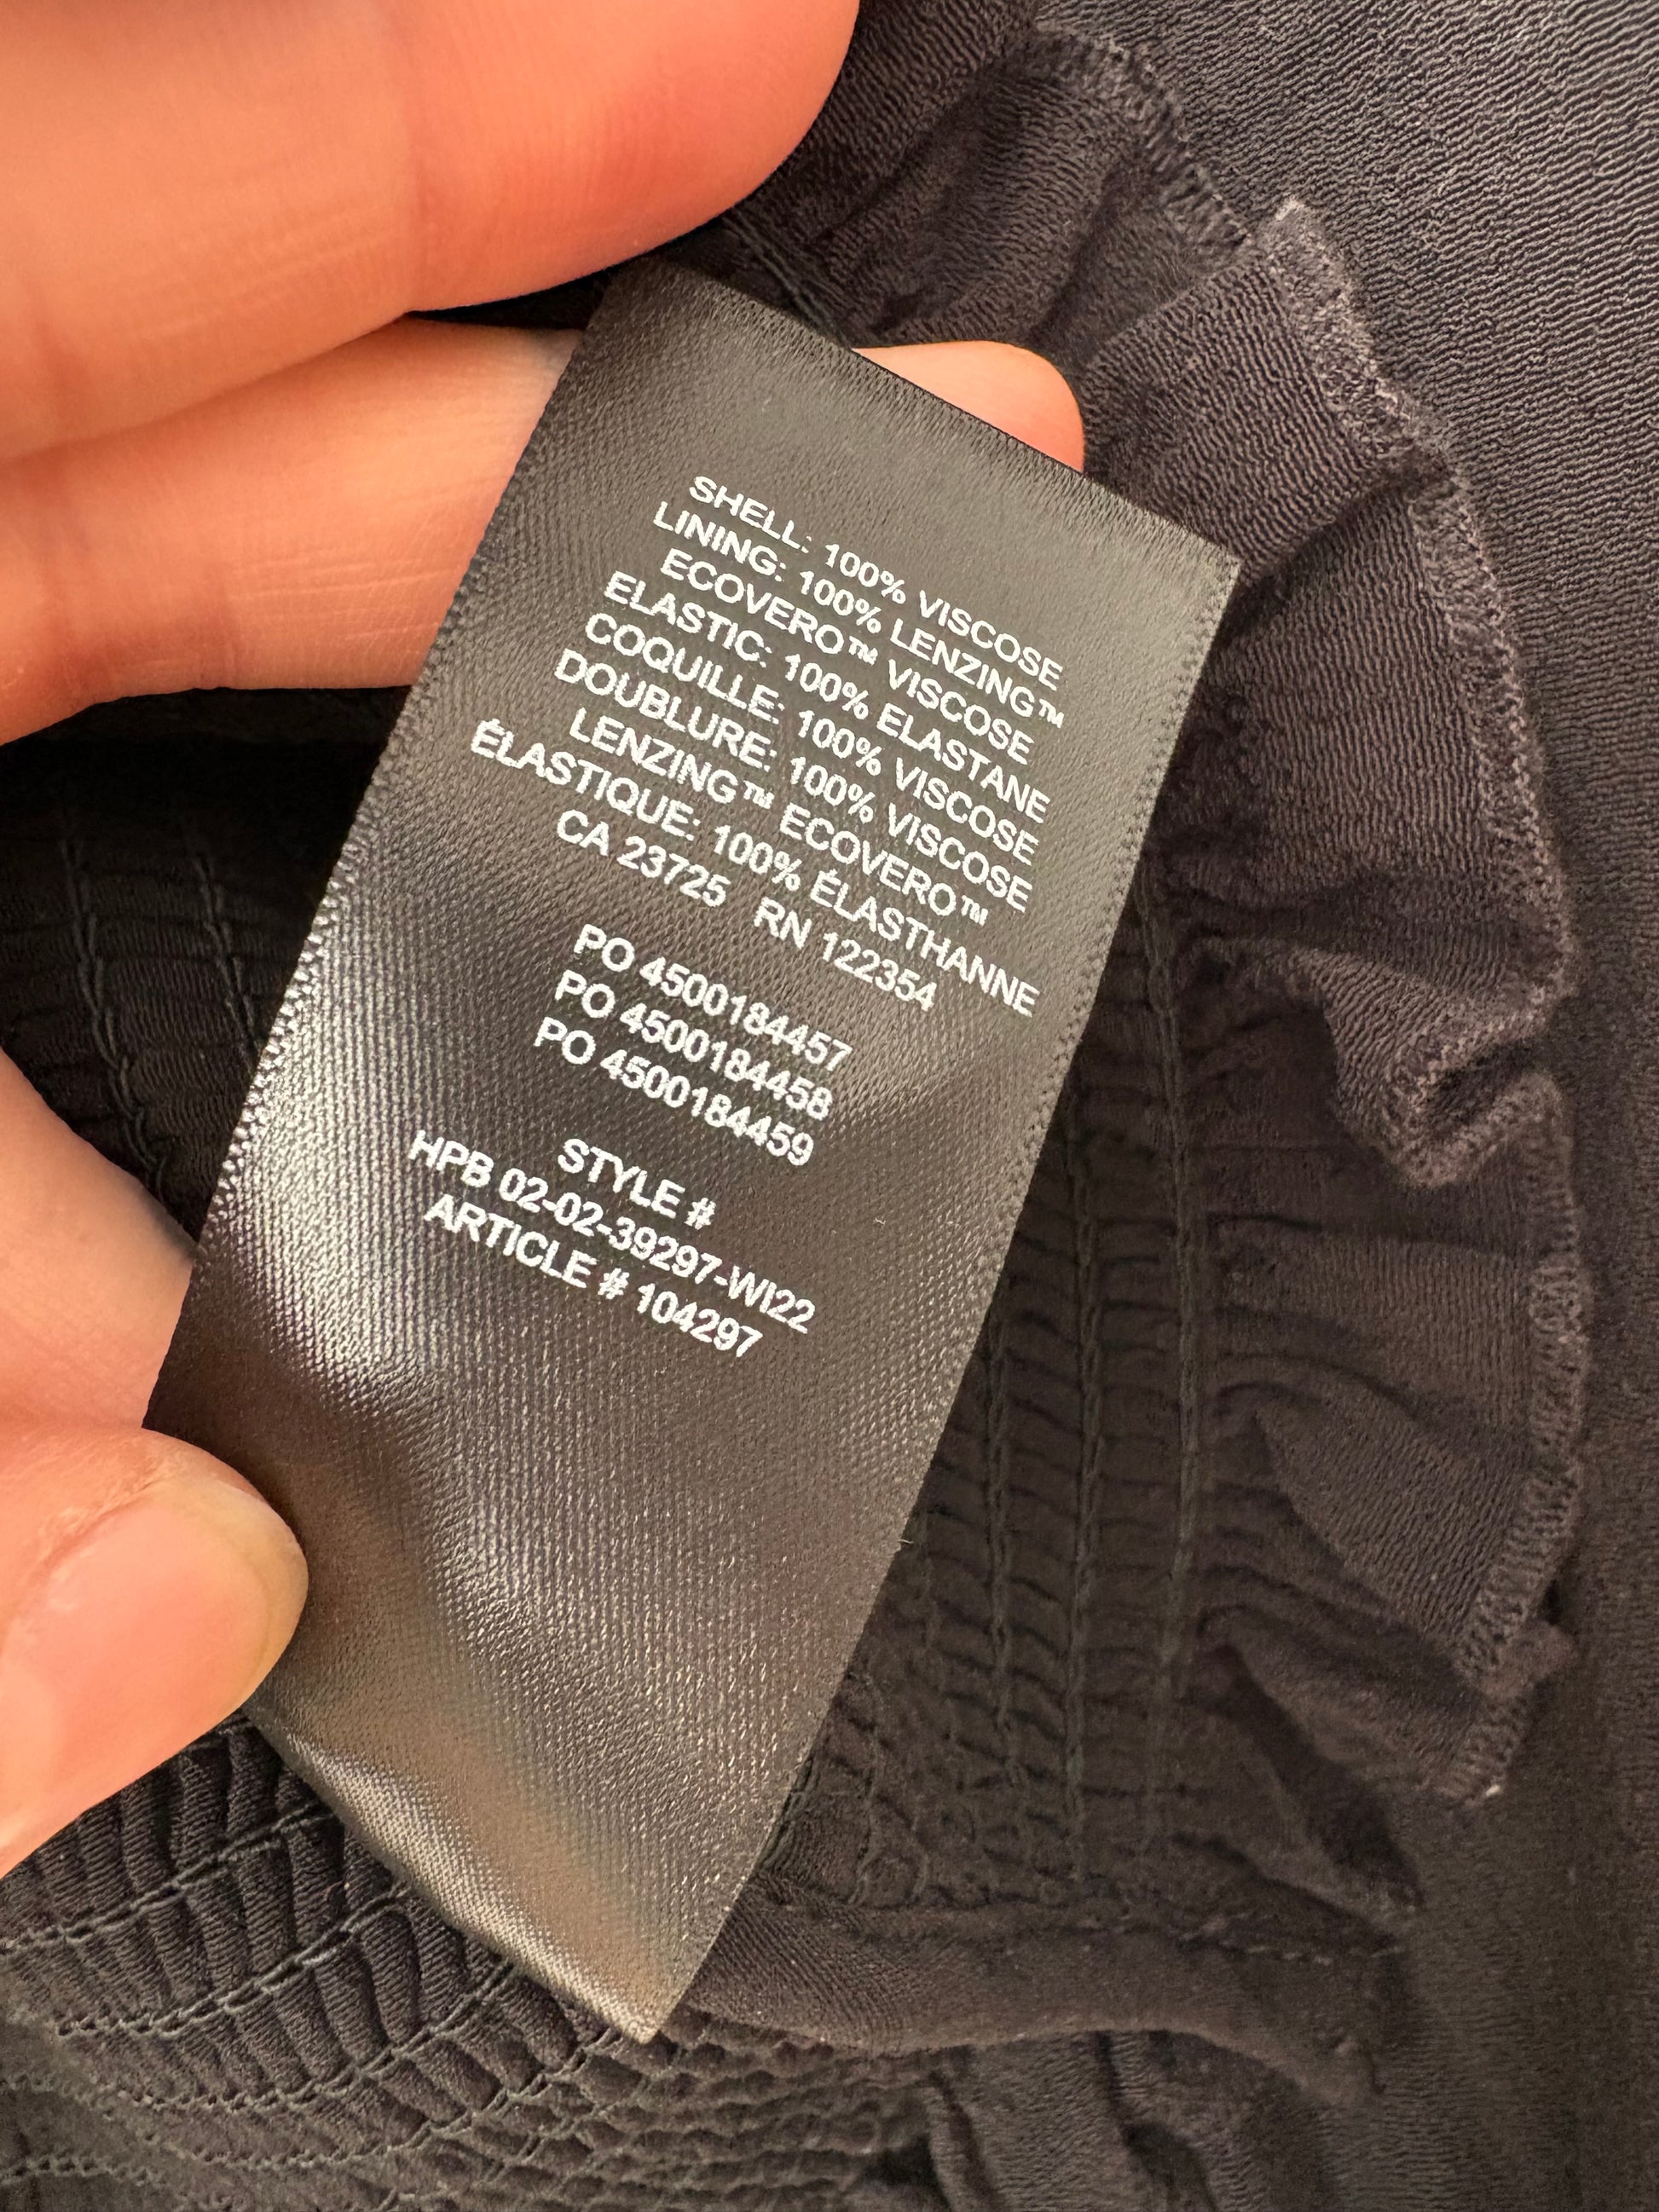 SHELL: 100% VISCOSE
LINING: 100% LENZING™
ECOVERO™ VISCOSE
ELASTIC: 100% ELASTANE
COQUILLE: 100% VISCOSE
DOUBLURE: 100% VISCOSE
LENZING™ ECOVERO™
ÉLASTIQUE: 100% ÉLASTHANNE
CA 23725 RN 122354
PO 4500184457
PO 4500184458
PO 4500184459
STYLE #
HPB 02-02-39297-WI22
ARTICLE # 104297